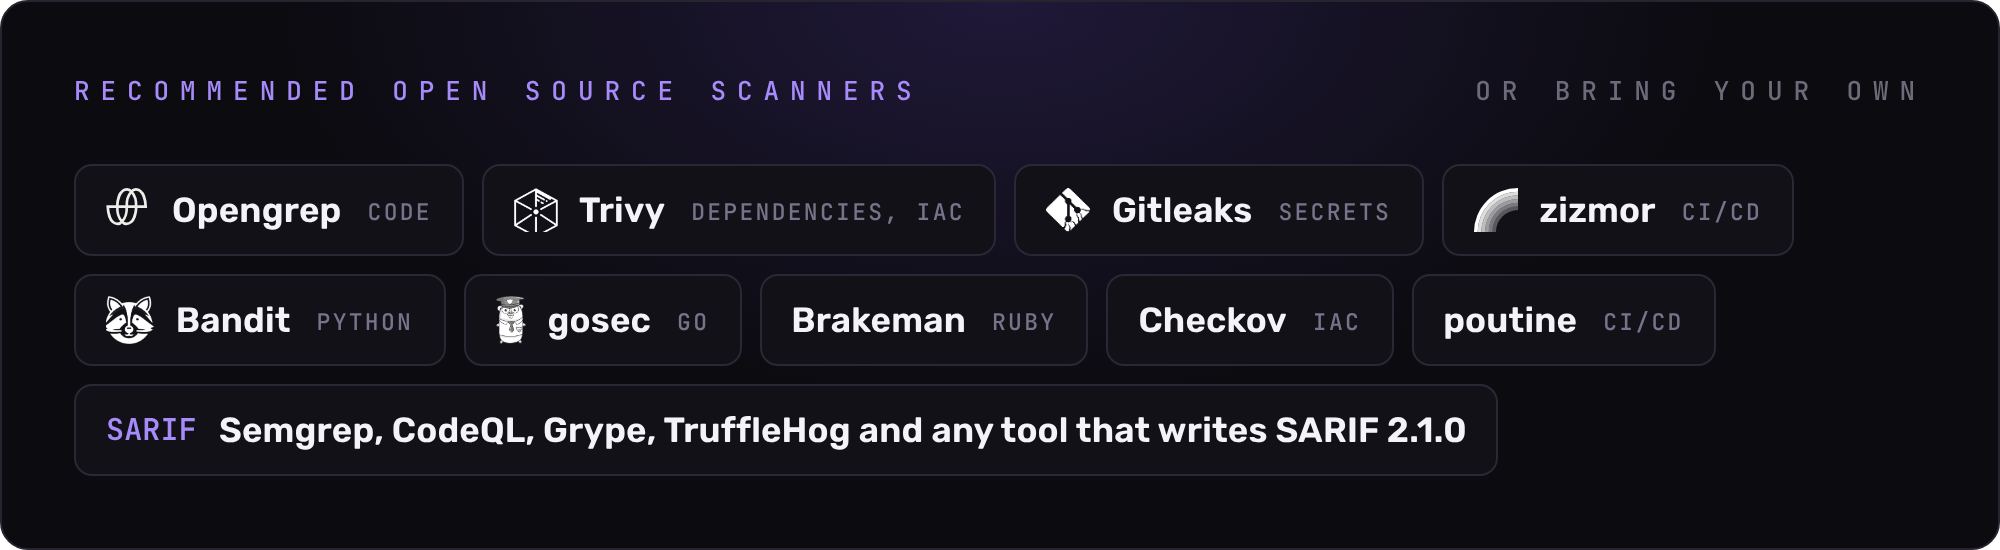 RECOMMENDED OPEN SOURCE SCANNERS
OR BRING YOUR OWN
Opengrep CODE
Trivy DEPENDENCIES, IAC
Gitleaks SECRETS
zizmor CI/CD
Bandit PYTHON
gosec GO
Brakeman RUBY
Checkov IAC
poutine CI/CD
SARIF Semgrep, CodeQL, Grype, TruffleHog and any tool that writes SARIF 2.1.0